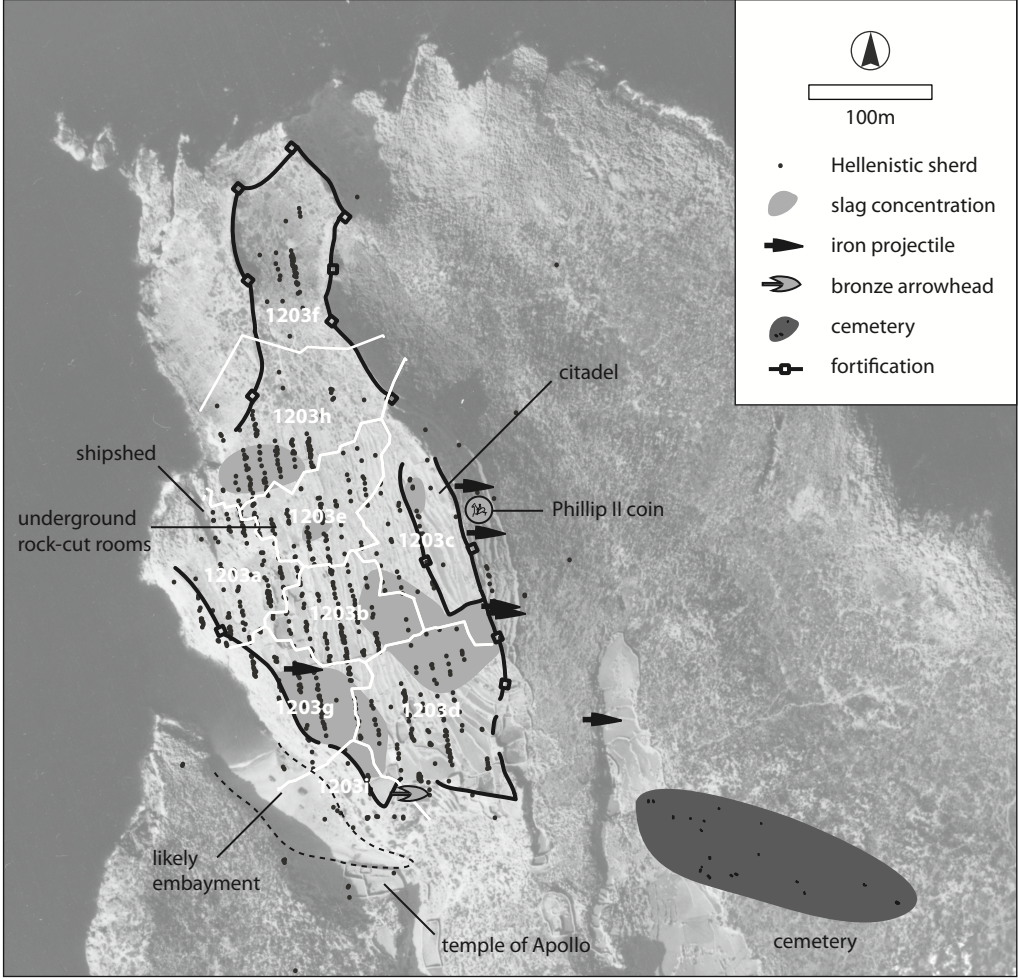 100m
Hellenistic sherd
slag concentration
iron projectile
bronze arrowhead
cemetery
fortification
1203f
citadel
1203h
shipshed
Phillip II coin
underground
rock-cut rooms
1203e
1203c
1203a
1203b
1203g
1203d
1203i
likely
embayment
temple of Apollo
cemetery